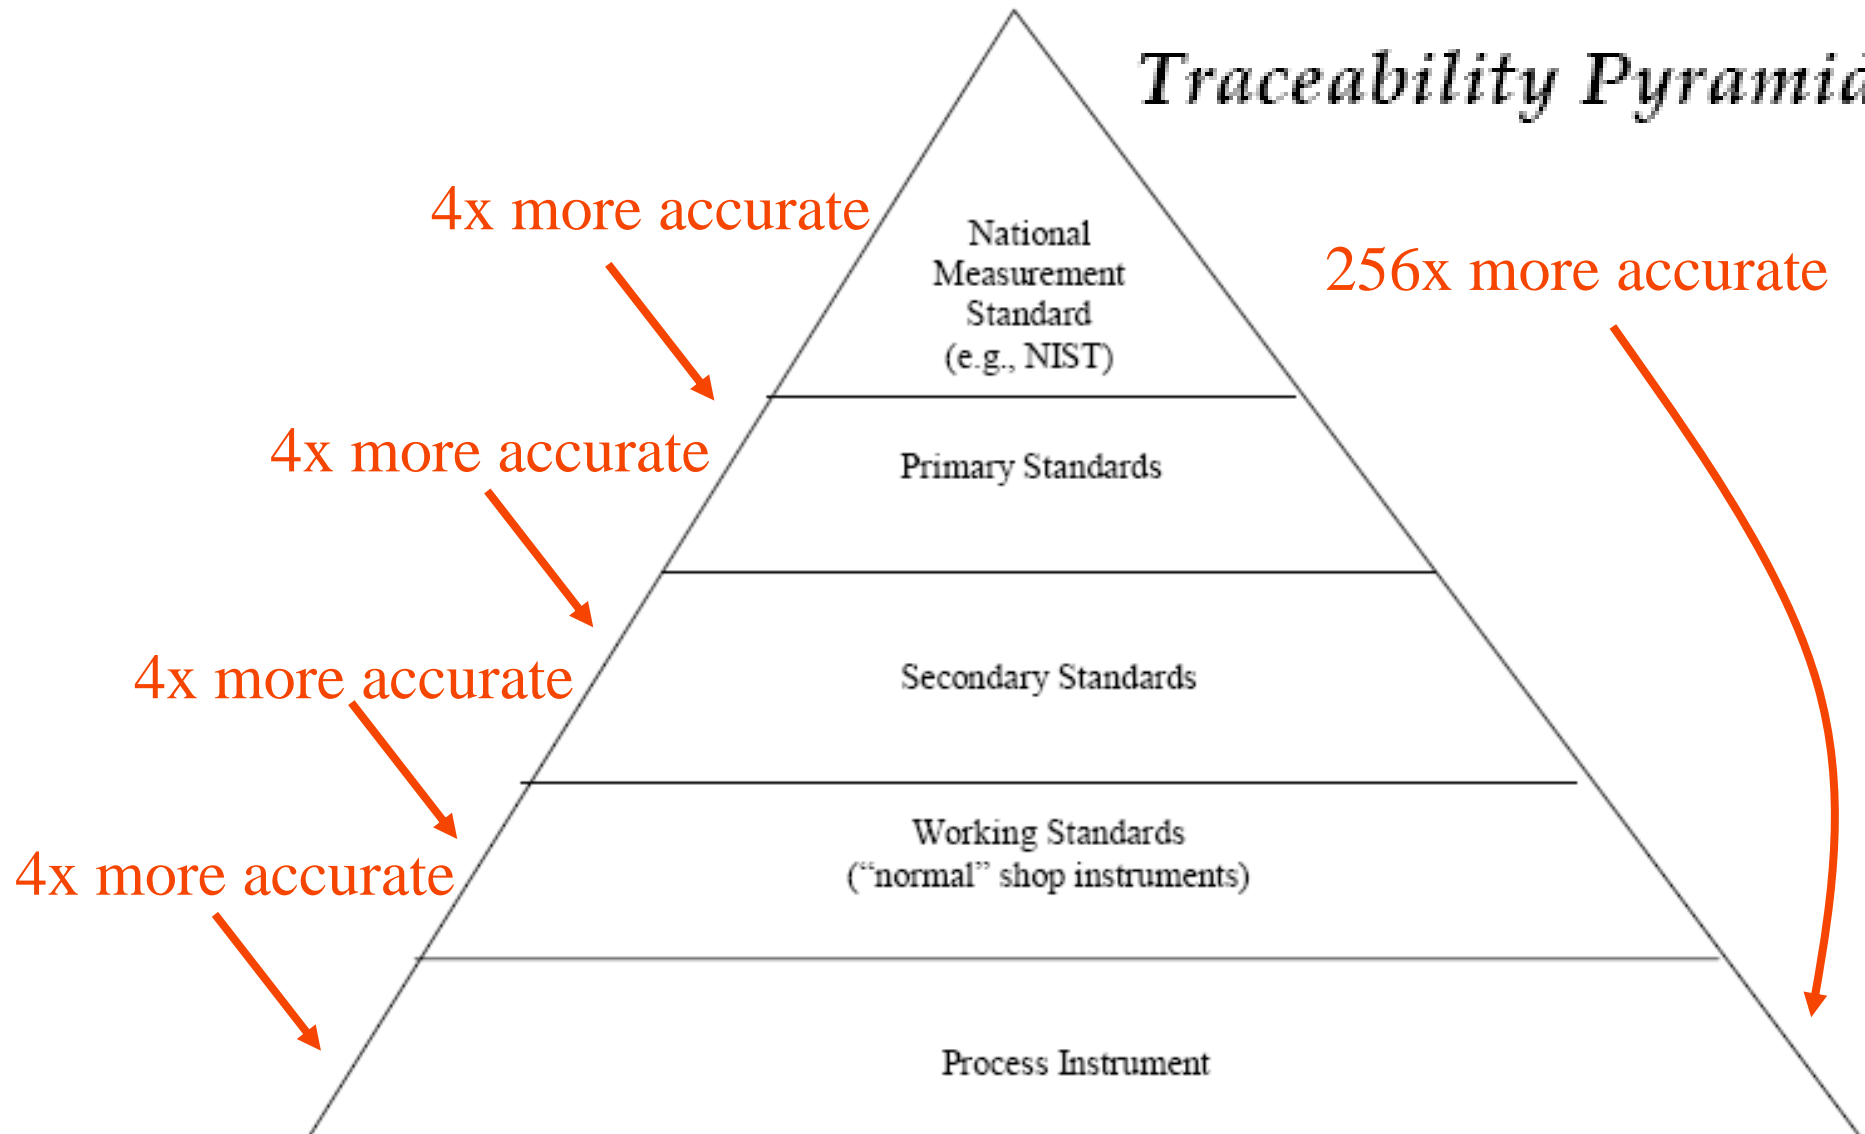 Traceability Pyramid
4x more accurate
National
Measurement
Standard
(e.g., NIST)
256x more accurate
4x more accurate
Primary Standards
4x more accurate
Secondary Standards
4x more accurate
Working Standards
(“normal” shop instruments)
Process Instrument